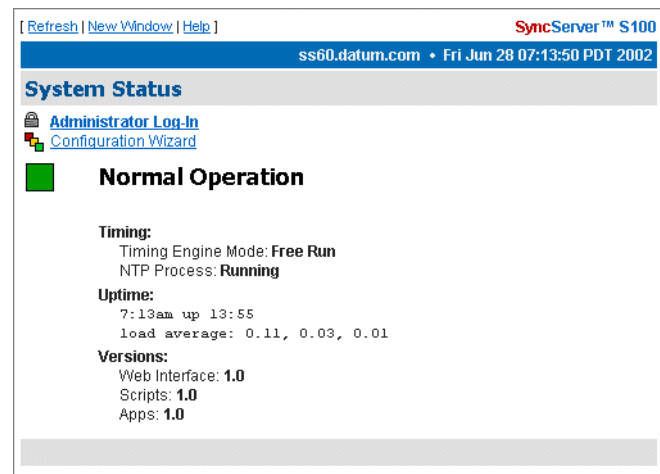 [ Refresh | New Window | Help ] SyncServer™ S100
ss60.datum.com • Fri Jun 28 07:13:50 PDT 2002
System Status
Administrator Log-In
Configuration Wizard
Normal Operation
Timing:
Timing Engine Mode: Free Run
NTP Process: Running
Uptime:
7:13am up 13:55
load average: 0.11, 0.03, 0.01
Versions:
Web Interface: 1.0
Scripts: 1.0
Apps: 1.0